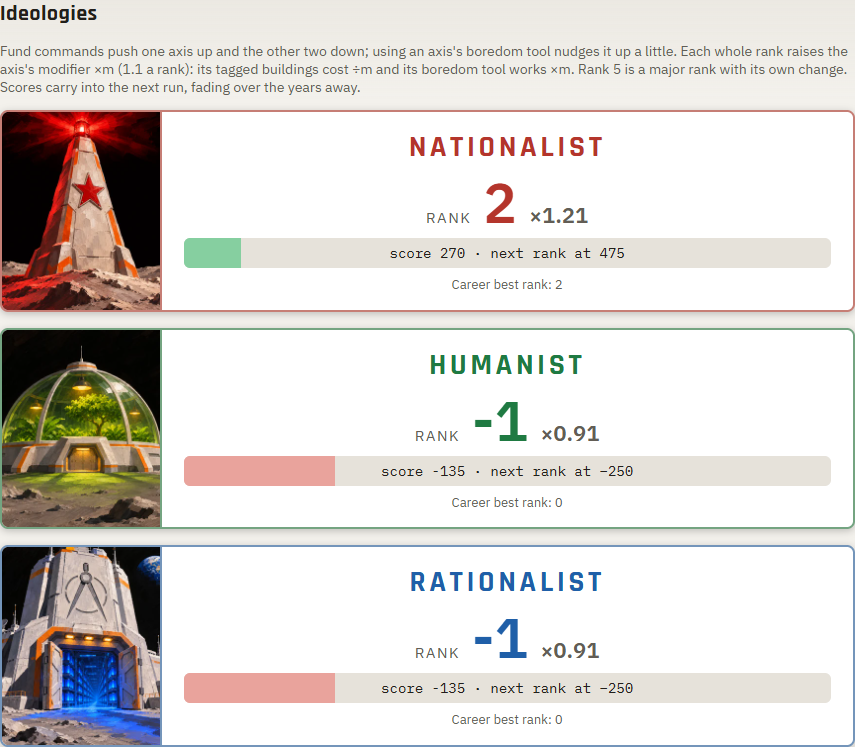 Ideologies
Fund commands push one axis up and the other two down; using an axis's boredom tool nudges it up a little. Each whole rank raises the
axis's modifier ×m (1.1 a rank): its tagged buildings cost ÷m and its boredom tool works ×m. Rank 5 is a major rank with its own change.
Scores carry into the next run, fading over the years away.
NATIONALIST
RANK 2 ×1.21
score 270 · next rank at 475
Career best rank: 2
HUMANIST
RANK -1 ×0.91
score -135 · next rank at −250
Career best rank: 0
RATIONALIST
RANK -1 ×0.91
score -135 · next rank at −250
Career best rank: 0